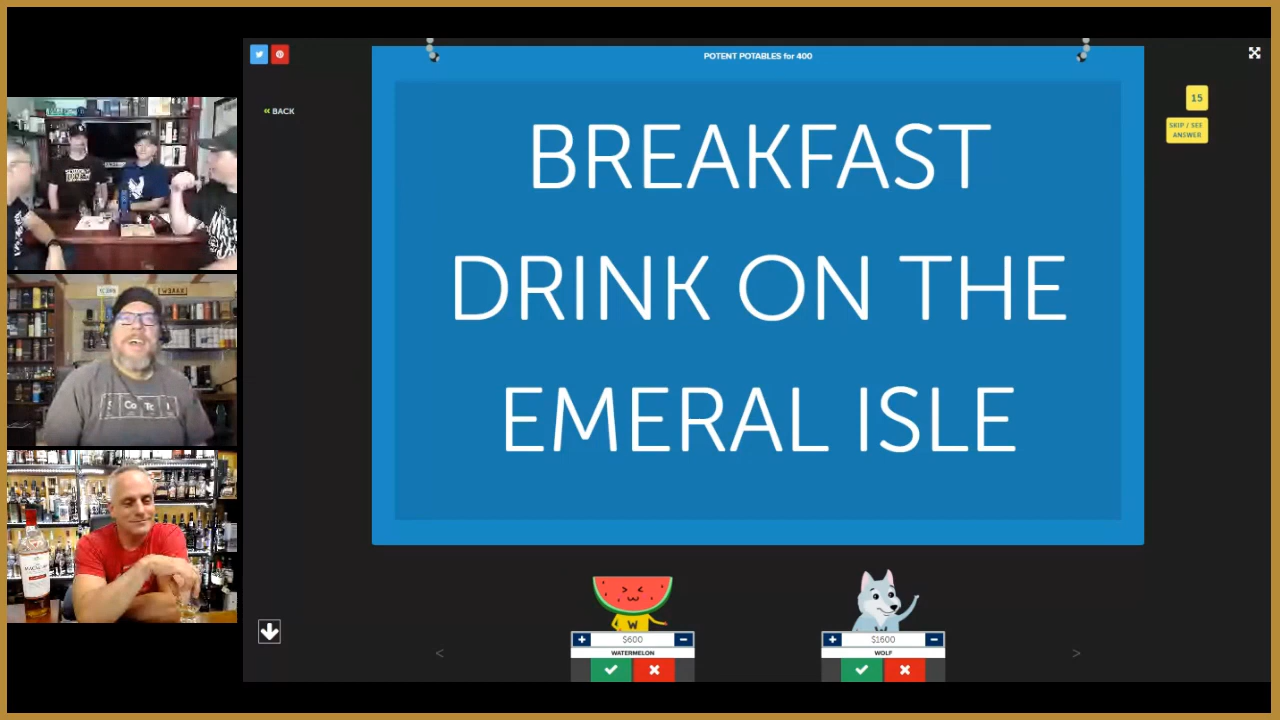 POTENT POTABLES for 400
BACK
15
SKIP / SEE
ANSWER
BREAKFAST
DRINK ON THE
EMERAL ISLE
W
W
$600
$1600
WATERMELON
WOLF